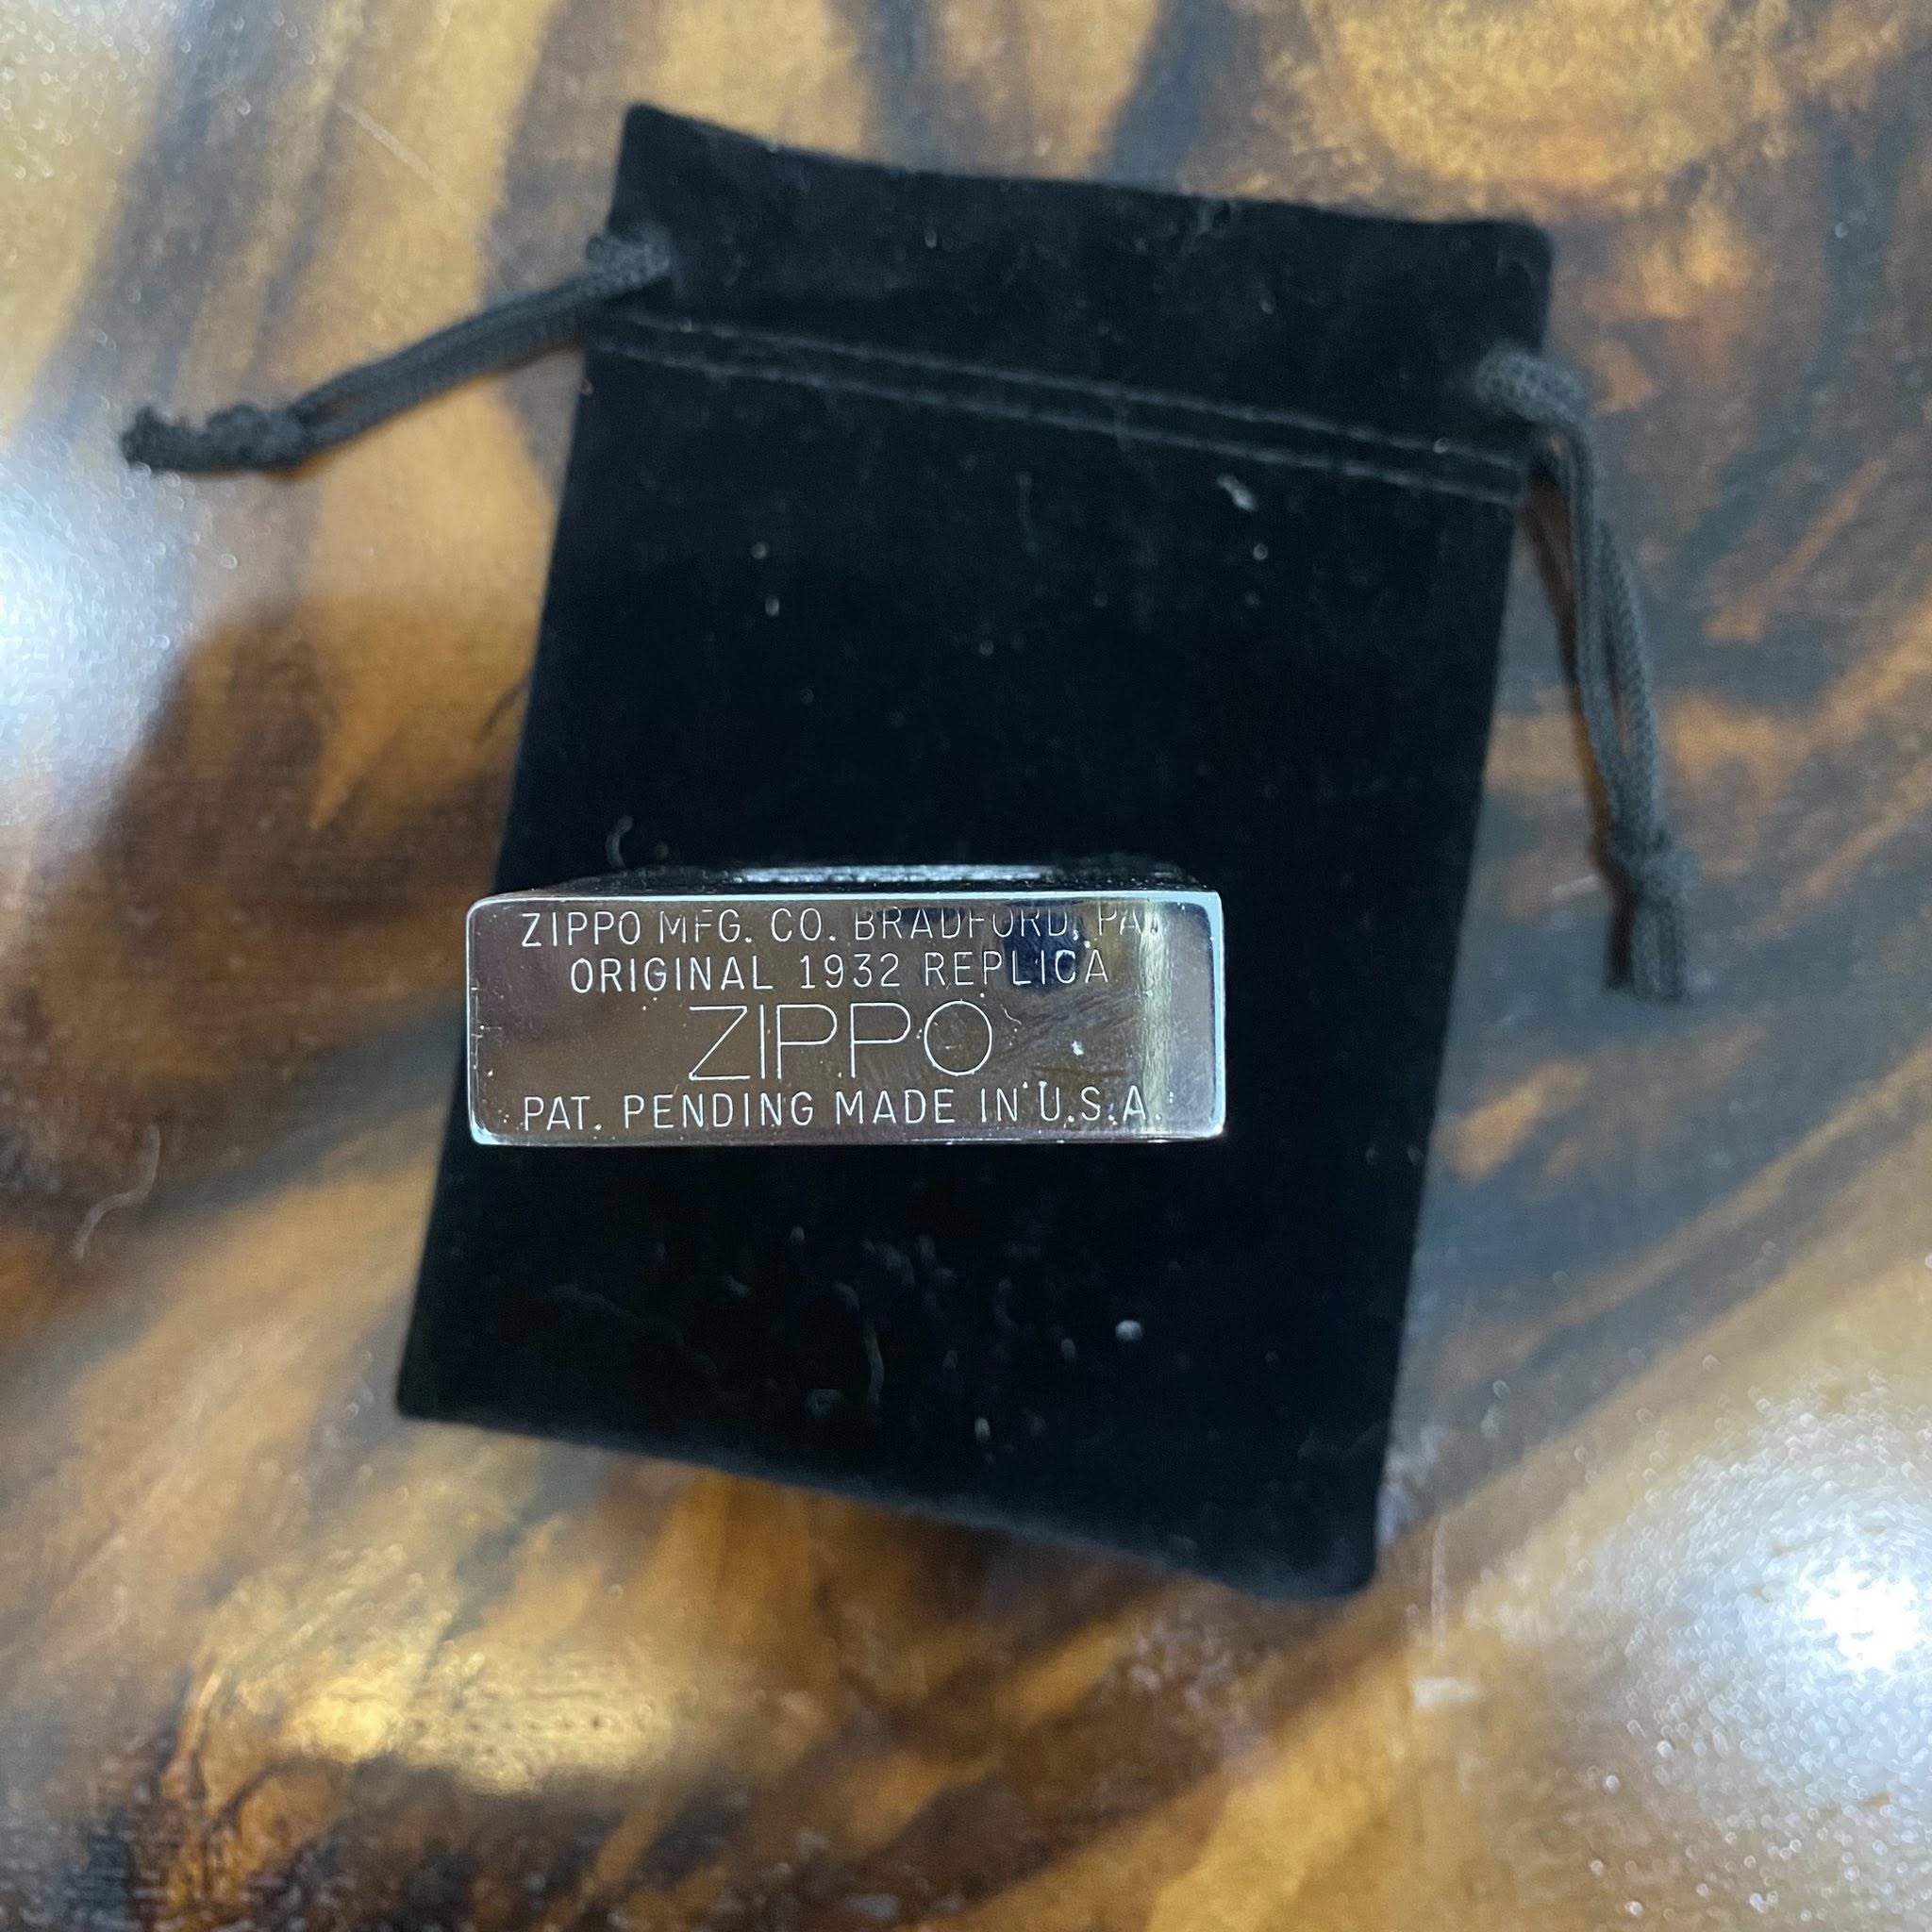 ZIPPO MFG. CO. BRADFORD, PA.
ORIGINAL 1932 REPLICA
ZIPPO
PAT. PENDING MADE IN U.S.A.